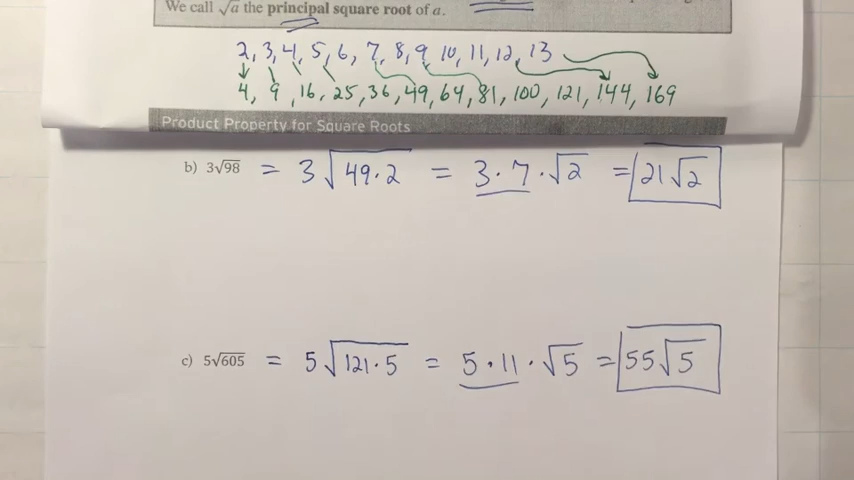 We call √a the principal square root of a.
2, 3, 4, 5, 6, 7, 8, 9, 10, 11, 12, 13
4, 9, 16, 25, 36, 49, 64, 81, 100, 121, 144, 169
Product Property for Square Roots
b) 3√98 = 3√49·2 = 3·7·√2 = 21√2
c) 5√605 = 5√121·5 = 5·11·√5 = 55√5